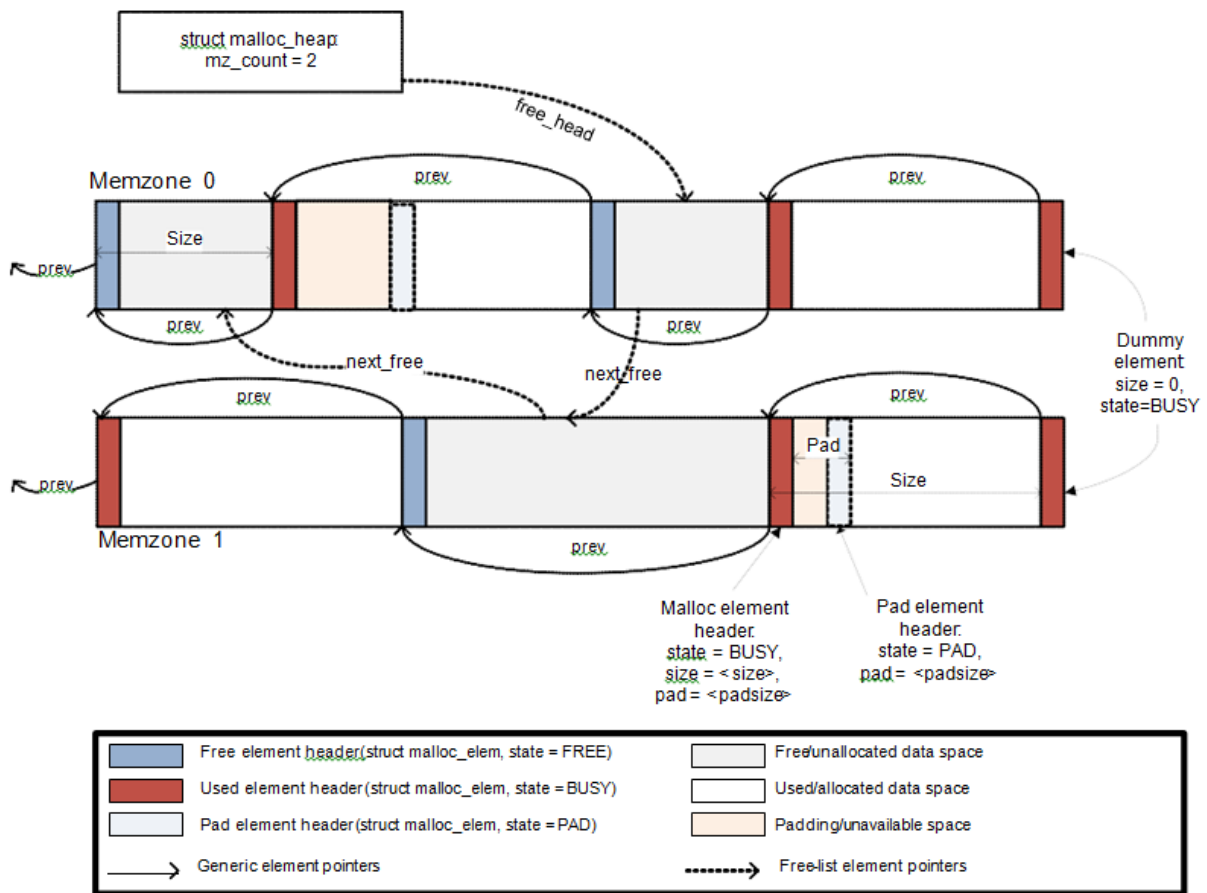 struct malloc_heap:
mz_count = 2
free_head
Memzone 0
prev
prev
Size
prev
prev
prev
next_free
next_free
Dummy
element:
size = 0,
state=BUSY
prev
prev
Pad
Size
prev
Memzone 1
prev
Malloc element
header:
state = BUSY,
size = <size>,
pad = <padsize>
Pad element
header:
state = PAD,
pad = <padsize>
Free element header(struct malloc_elem, state = FREE)
Free/unallocated data space
Used element header(struct malloc_elem, state = BUSY)
Used/allocated data space
Pad element header(struct malloc_elem, state = PAD)
Padding/unavailable space
Generic element pointers
Free-list element pointers